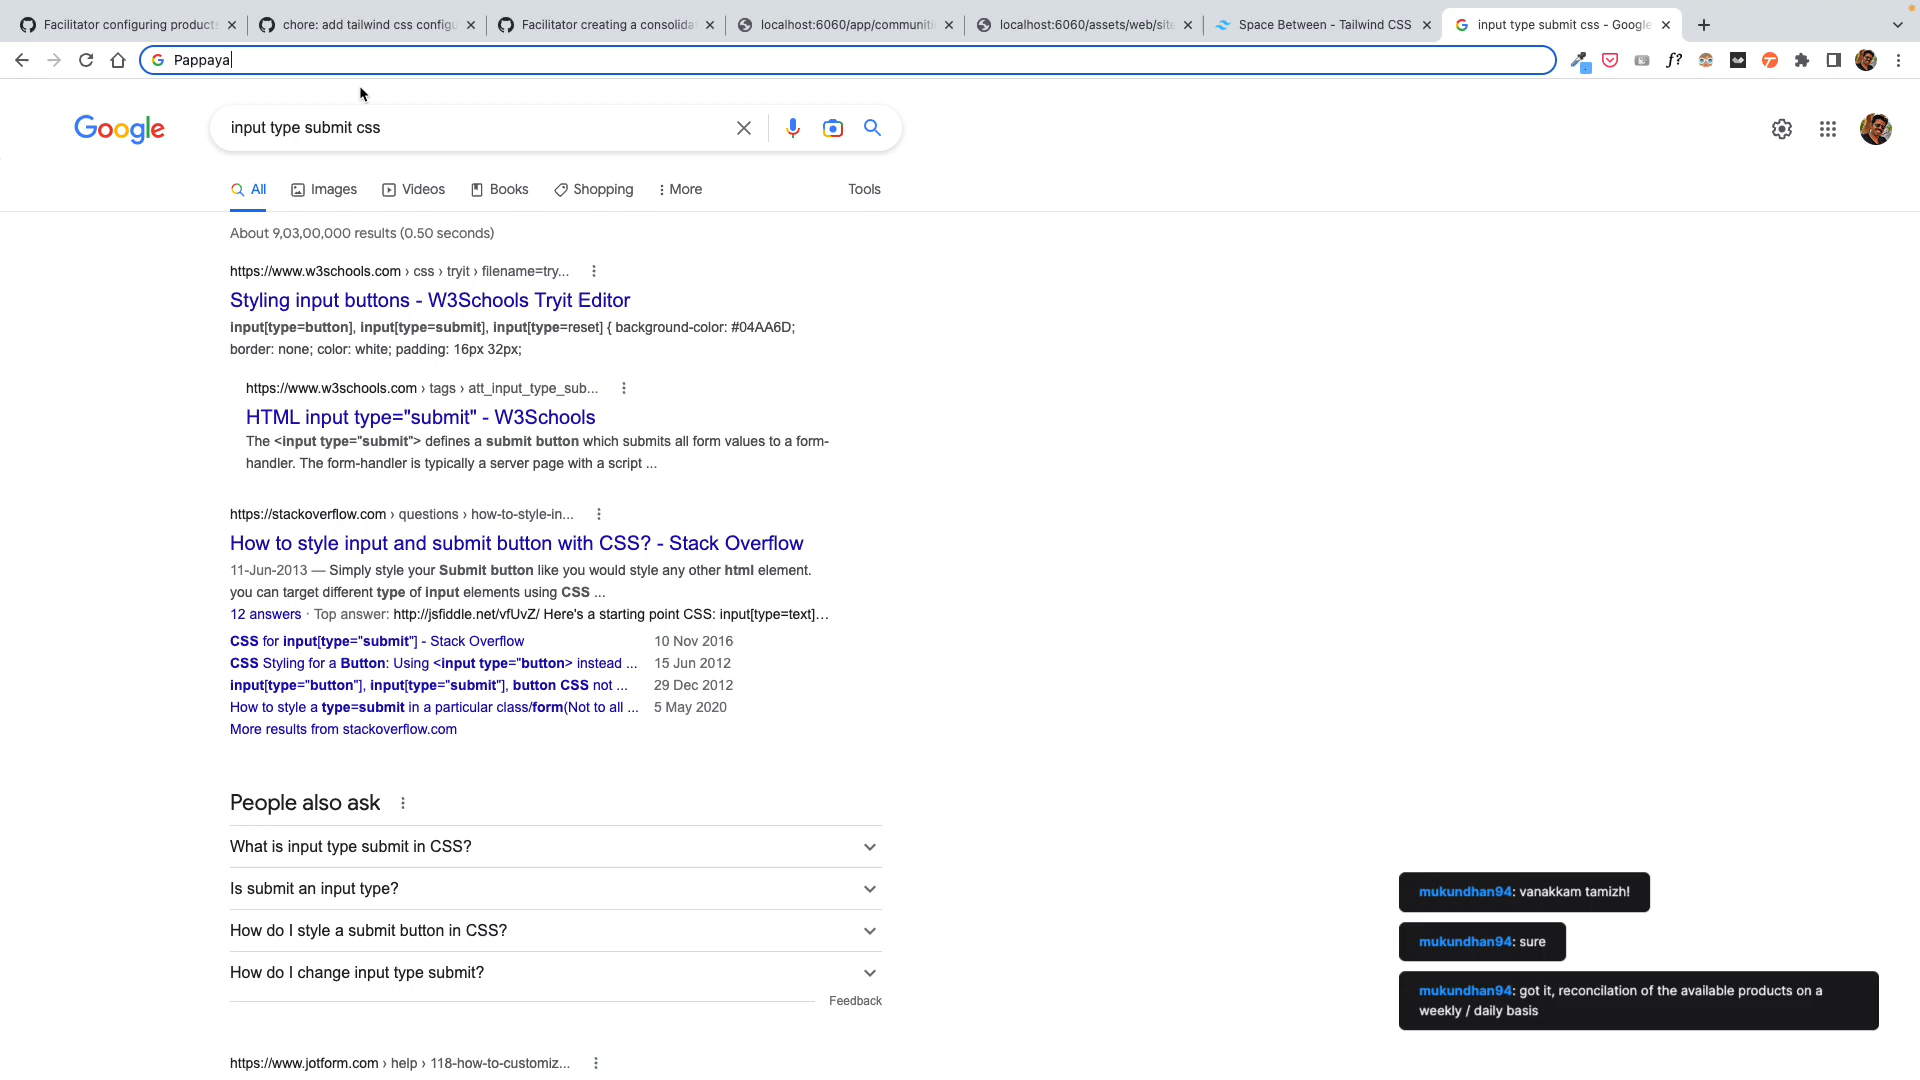 Facilitator configuring products
chore: add tailwind css configu
Facilitator creating a consolida
localhost:6060/app/communiti
localhost:6060/assets/web/site
Space Between - Tailwind CSS
input type submit css - Google
Pappaya
f?
Google
input type submit css
All
Images
Videos
Books
Shopping
More
Tools
About 9,03,00,000 results (0.50 seconds)
https://www.w3schools.com › css › tryit › filename=try...
Styling input buttons - W3Schools Tryit Editor
input[type=button], input[type=submit], input[type=reset] { background-color: #04AA6D;
border: none; color: white; padding: 16px 32px;
https://www.w3schools.com › tags › att_input_type_sub...
HTML input type="submit" - W3Schools
The <input type="submit"> defines a submit button which submits all form values to a form-
handler. The form-handler is typically a server page with a script ...
https://stackoverflow.com › questions › how-to-style-in...
How to style input and submit button with CSS? - Stack Overflow
11-Jun-2013 — Simply style your Submit button like you would style any other html element.
you can target different type of input elements using CSS ...
12 answers · Top answer: http://jsfiddle.net/vfUvZ/ Here's a starting point CSS: input[type=text]...
CSS for input[type="submit"] - Stack Overflow 10 Nov 2016
CSS Styling for a Button: Using <input type="button> instead ... 15 Jun 2012
input[type="button"], input[type="submit"], button CSS not ... 29 Dec 2012
How to style a type=submit in a particular class/form(Not to all ... 5 May 2020
More results from stackoverflow.com
People also ask
What is input type submit in CSS?
Is submit an input type?
How do I style a submit button in CSS?
How do I change input type submit?
Feedback
https://www.jotform.com › help › 118-how-to-customiz...
mukundhan94: vanakkam tamizh!
mukundhan94: sure
mukundhan94: got it, reconcilation of the available products on a
weekly / daily basis